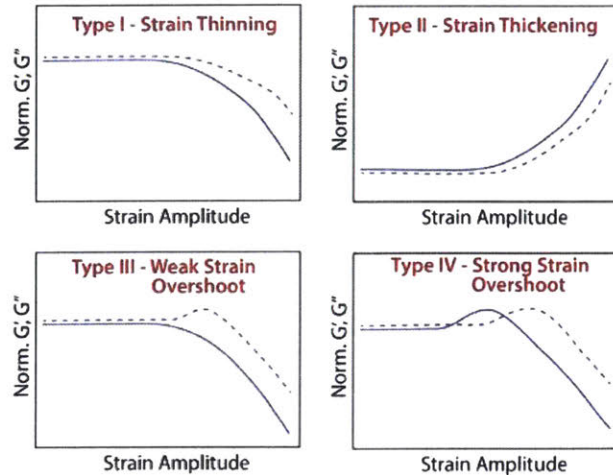 Type I - Strain Thinning
Norm. G', G"
Strain Amplitude
Type II - Strain Thickening
Norm. G', G"
Strain Amplitude
Type III - Weak Strain
Overshoot
Norm. G', G"
Strain Amplitude
Type IV - Strong Strain
Overshoot
Norm. G', G"
Strain Amplitude